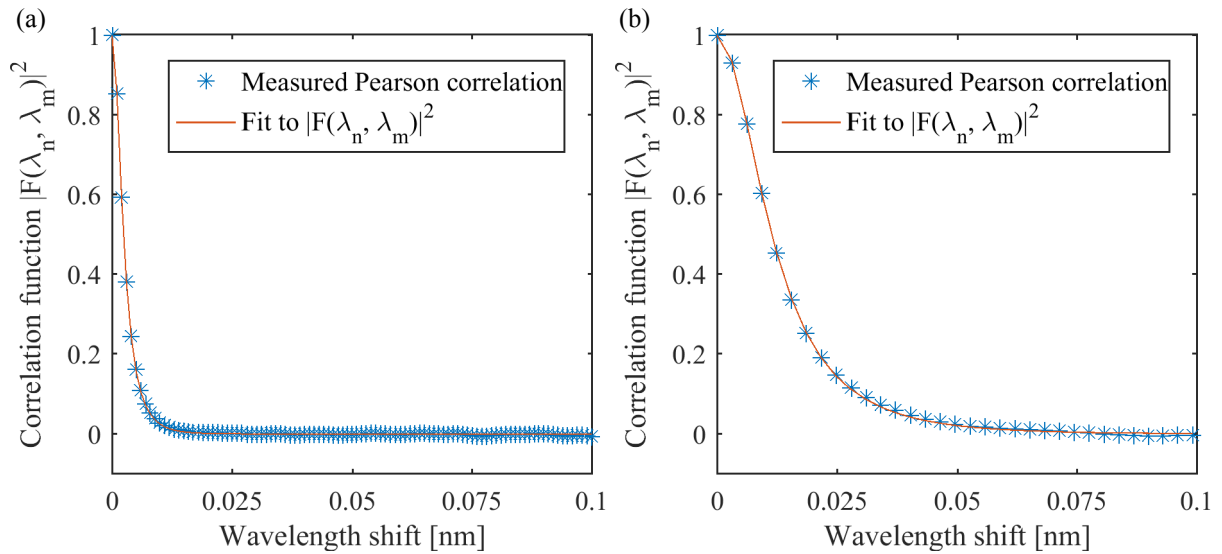 (a)
Correlation function |F(λn, λm)|2
1
0.8
0.6
0.4
0.2
0
Measured Pearson correlation
Fit to |F(λn, λm)|2
0
0.025
0.05
0.075
0.1
Wavelength shift [nm]
(b)
Correlation function |F(λn, λm)|2
1
0.8
0.6
0.4
0.2
0
Measured Pearson correlation
Fit to |F(λn, λm)|2
0
0.025
0.05
0.075
0.1
Wavelength shift [nm]